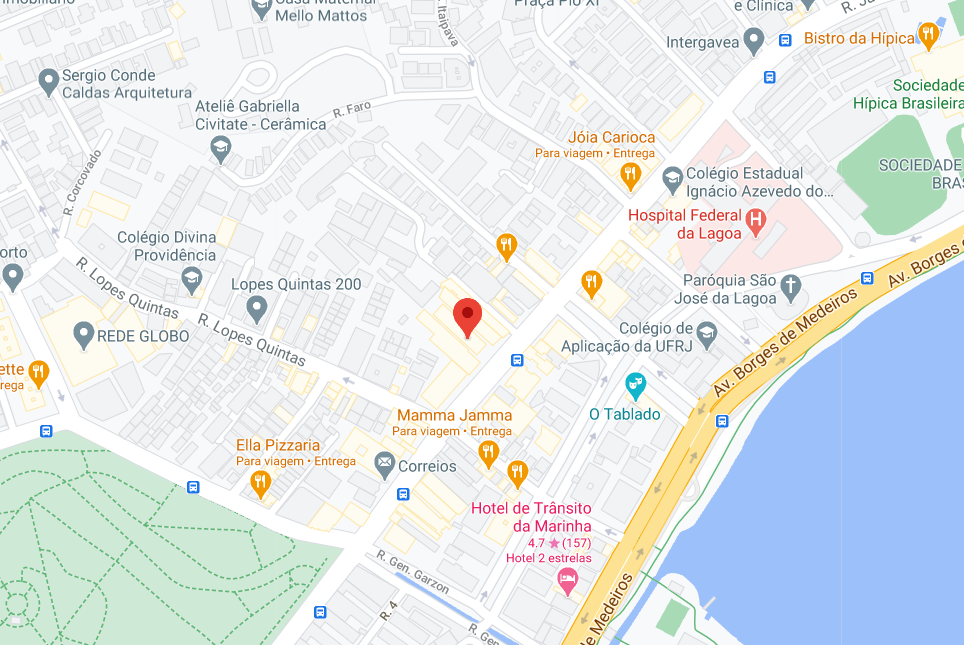 Mello Mattos
Praça Pio XI
e Clínica
Itaipava
Intergavea
Bistro da Hípica
Sergio Conde
Caldas Arquitetura
Sociedade
Hípica Brasileira
Ateliê Gabriella
Civitate - Cerâmica
R. Faro
Jóia Carioca
Para viagem • Entrega
SOCIEDADE
BRAS
Colégio Estadual
Ignácio Azevedo do...
R. Corcovado
Hospital Federal
da Lagoa
H
Colégio Divina
Providência
orto
Av. Borges de
Lopes Quintas 200
Paróquia São
José da Lagoa
R. Lopes Quintas
R. Lopes Quintas
REDE GLOBO
Colégio de
Aplicação da UFRJ
Av. Borges de Medeiros
ette
rega
O Tablado
Mamma Jamma
Para viagem • Entrega
Ella Pizzaria
Para viagem • Entrega
Correios
Hotel de Trânsito
da Marinha
4.7 ★ (157)
Hotel 2 estrelas
R. Gen. Garzon
R. 4
R. Gen
de Medeiros